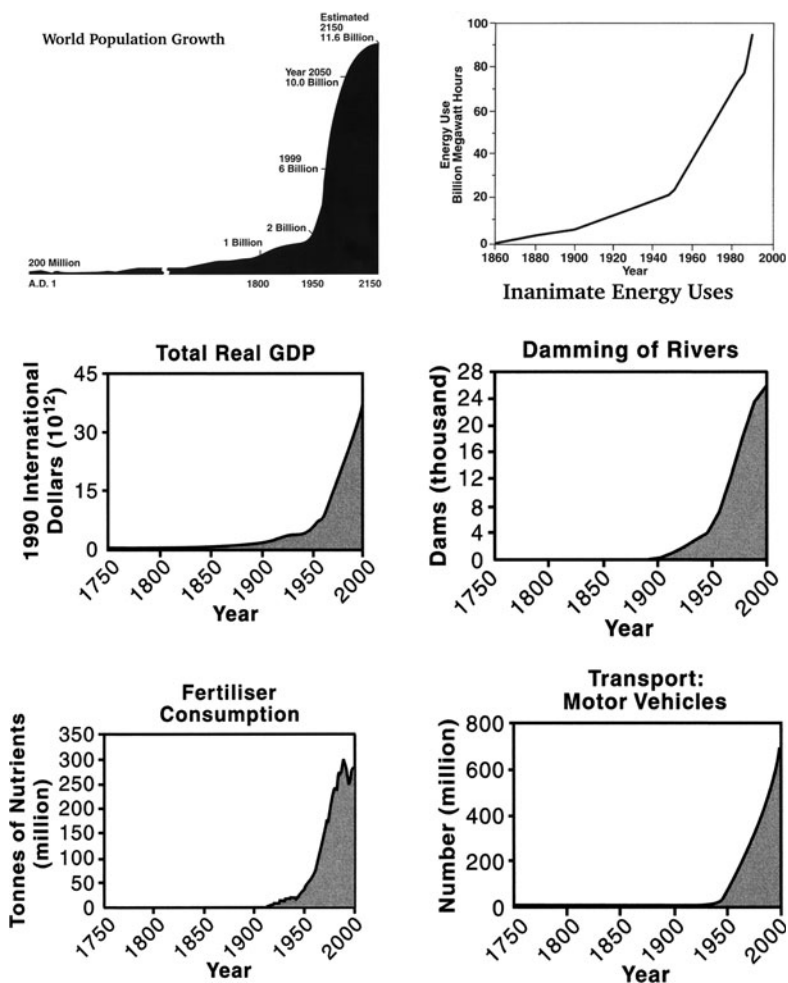 World Population Growth
Estimated
2150
11.6 Billion
Year 2050
10.0 Billion
1999
6 Billion
2 Billion
1 Billion
200 Million
A.D. 1
1800
1950
2150
Energy Use
Billion Megawatt Hours
100
80
60
40
20
0
1860
1880
1900
1920
1940
1960
1980
2000
Year
Inanimate Energy Uses
Total Real GDP
1990 International
Dollars (10¹²)
45
30
15
0
1750
1800
1850
1900
1950
2000
Year
Damming of Rivers
Dams (thousand)
28
24
20
16
12
8
4
0
1750
1800
1850
1900
1950
2000
Year
Fertiliser
Consumption
Tonnes of Nutrients
(million)
350
300
250
200
150
100
50
0
1750
1800
1850
1900
1950
2000
Year
Transport:
Motor Vehicles
Number (million)
800
600
400
200
0
1750
1800
1850
1900
1950
2000
Year